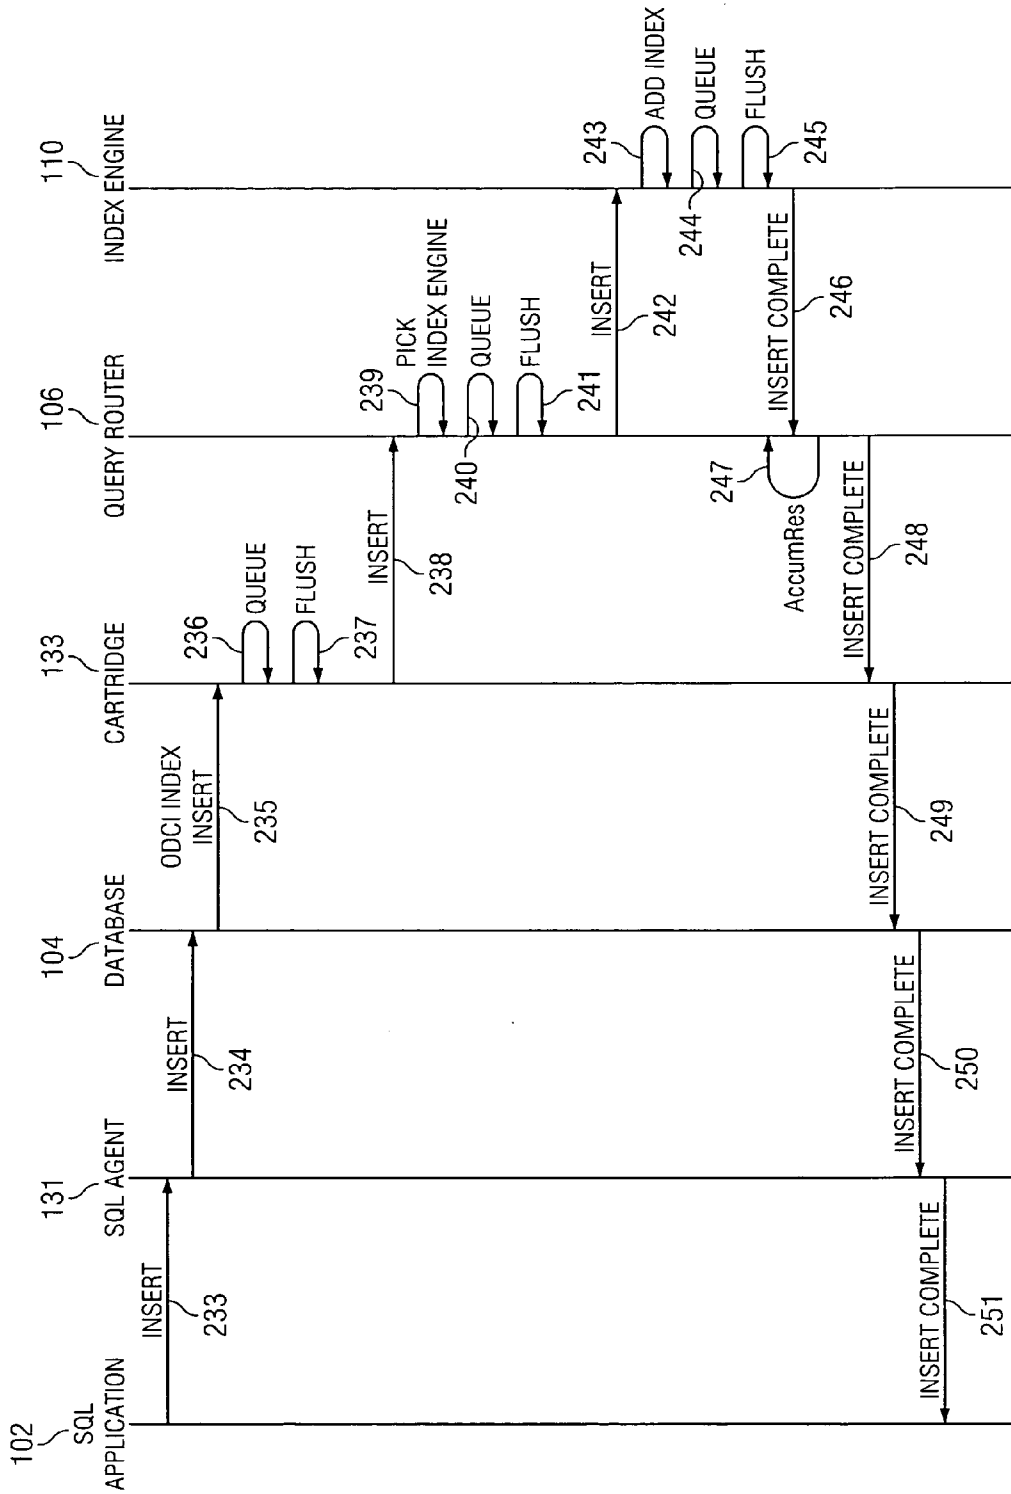 102
SQL
APPLICATION
131
SQL AGENT
104
DATABASE
133
CARTRIDGE
106
QUERY ROUTER
110
INDEX ENGINE
INSERT
233
INSERT
234
ODCI INDEX
INSERT
235
236
QUEUE
FLUSH
237
INSERT
238
239
PICK
INDEX ENGINE
QUEUE
240
FLUSH
241
INSERT
242
243
ADD INDEX
QUEUE
244
FLUSH
245
INSERT COMPLETE
246
247
AccumRes
INSERT COMPLETE
248
INSERT COMPLETE
249
INSERT COMPLETE
250
INSERT COMPLETE
251